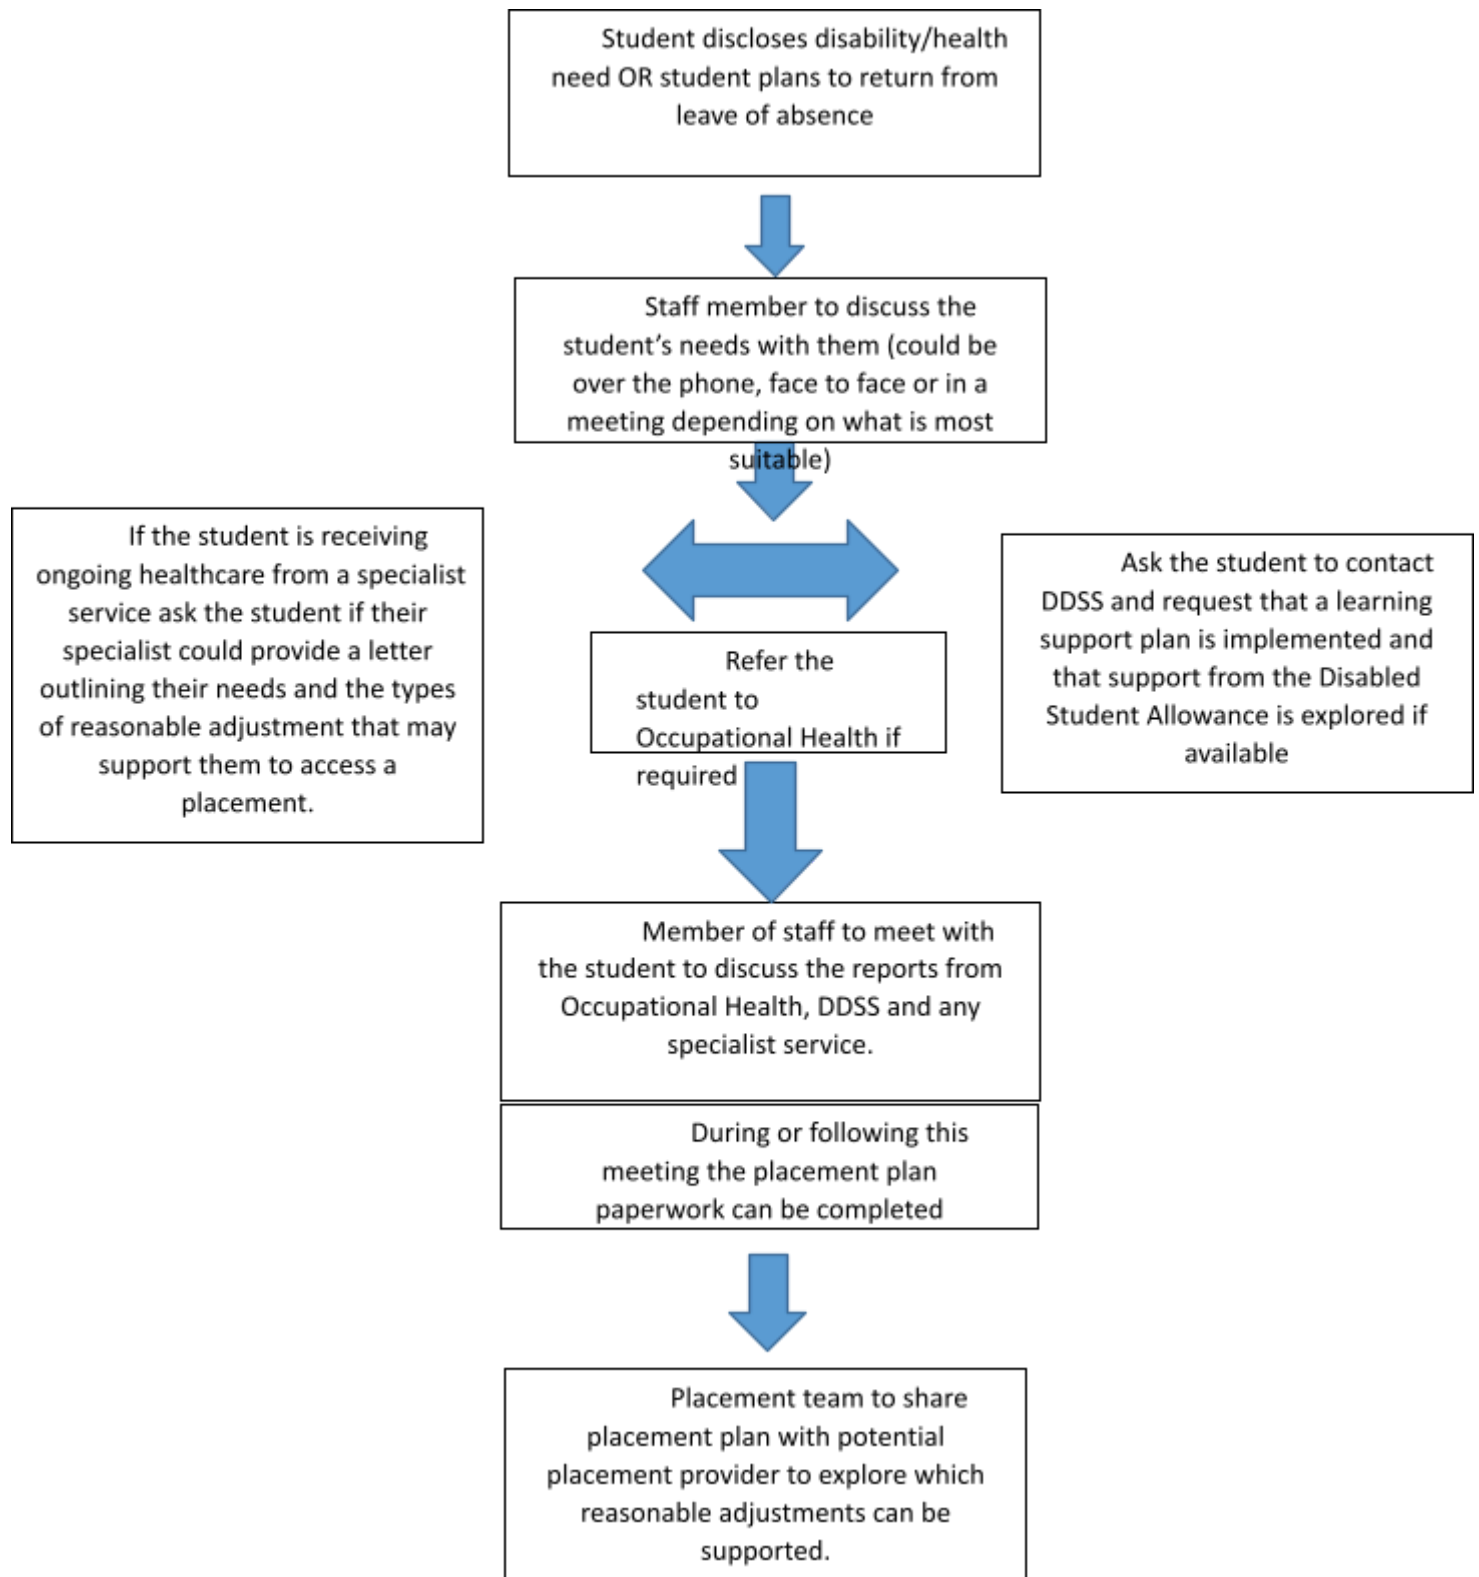 Student discloses disability/health
need OR student plans to return from
leave of absence
Staff member to discuss the
student’s needs with them (could be
over the phone, face to face or in a
meeting depending on what is most
suitable)
If the student is receiving
ongoing healthcare from a specialist
service ask the student if their
specialist could provide a letter
outlining their needs and the types
of reasonable adjustment that may
support them to access a
placement.
Refer the
student to
Occupational Health if
required
Ask the student to contact
DDSS and request that a learning
support plan is implemented and
that support from the Disabled
Student Allowance is explored if
available
Member of staff to meet with
the student to discuss the reports from
Occupational Health, DDSS and any
specialist service.
During or following this
meeting the placement plan
paperwork can be completed
Placement team to share
placement plan with potential
placement provider to explore which
reasonable adjustments can be
supported.